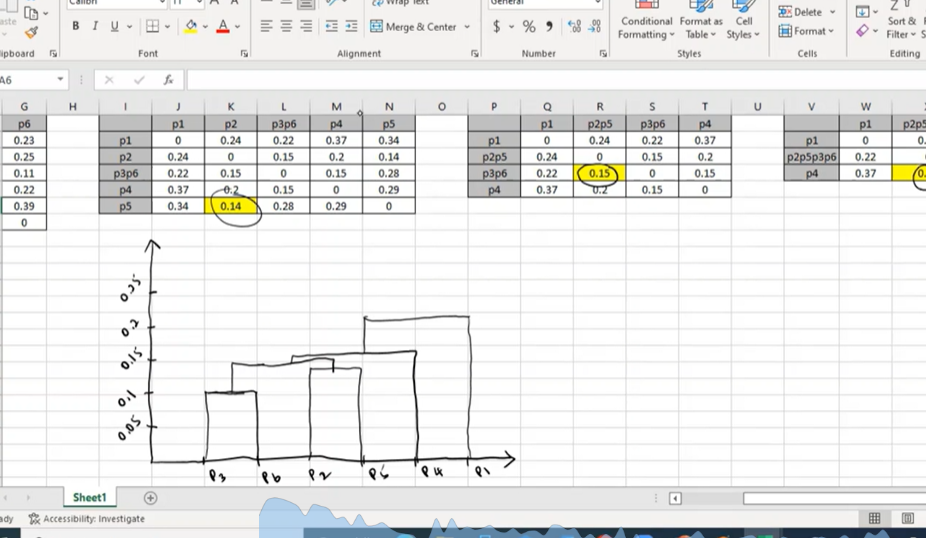 Calibri 11
Wrap Text
General
aste
B I U
Merge & Center
$ % 9
Conditional Format as Cell
Formatting Table Styles
Delete
Format
Sort & F
Filter S
lipboard Font Alignment Number Styles Cells Editing
A6 fx
G H I J K L M N O P Q R S T U V W X
p6 p1 p2 p3p6 p4 p5 p1 p2p5 p3p6 p4 p1 p2p5
0.23 p1 0 0.24 0.22 0.37 0.34 p1 0 0.24 0.22 0.37 p1 0 0.
0.25 p2 0.24 0 0.15 0.2 0.14 p2p5 0.24 0 0.15 0.2 p2p5p3p6 0.22
0.11 p3p6 0.22 0.15 0 0.15 0.28 p3p6 0.22 0.15 0 0.15 p4 0.37 0.
0.22 p4 0.37 0.2 0.15 0 0.29 p4 0.37 0.2 0.15 0
0.39 p5 0.34 0.14 0.28 0.29 0
0
0.2
0.15
0.1
0.05
P3 P6 P2 P5 P4 P1
Sheet1
ady Accessibility: Investigate